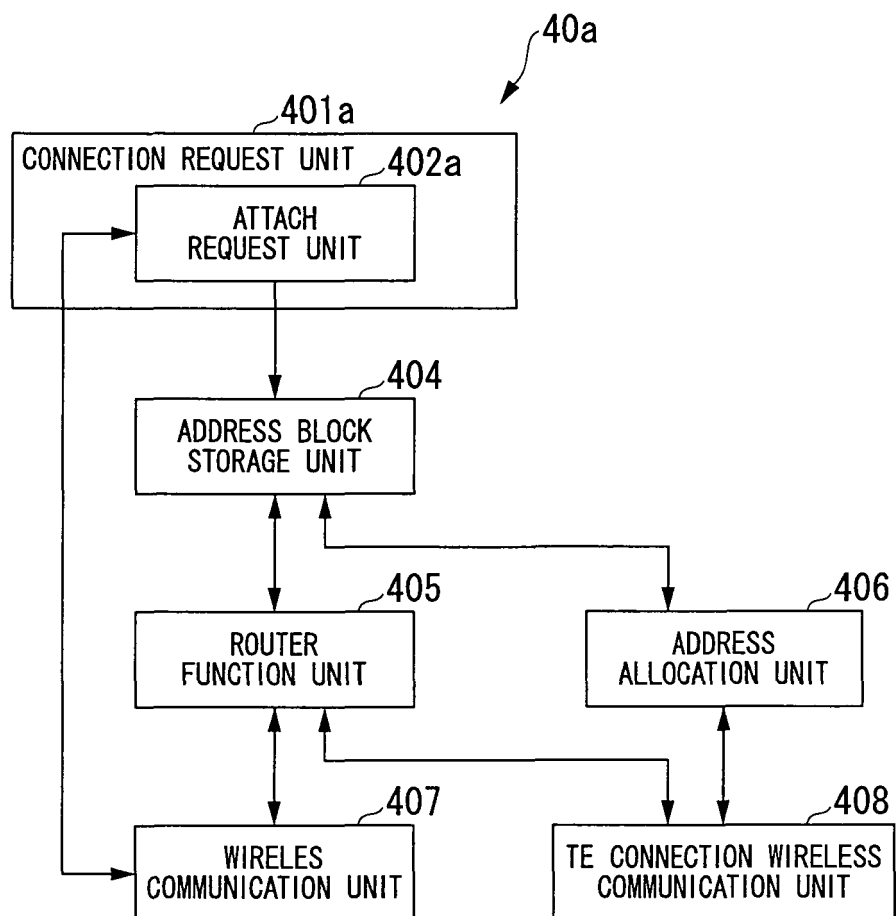 40a
401a
CONNECTION REQUEST UNIT
402a
ATTACH
REQUEST UNIT
404
ADDRESS BLOCK
STORAGE UNIT
405
ROUTER
FUNCTION UNIT
406
ADDRESS
ALLOCATION UNIT
407
WIRELES
COMMUNICATION UNIT
408
TE CONNECTION WIRELESS
COMMUNICATION UNIT